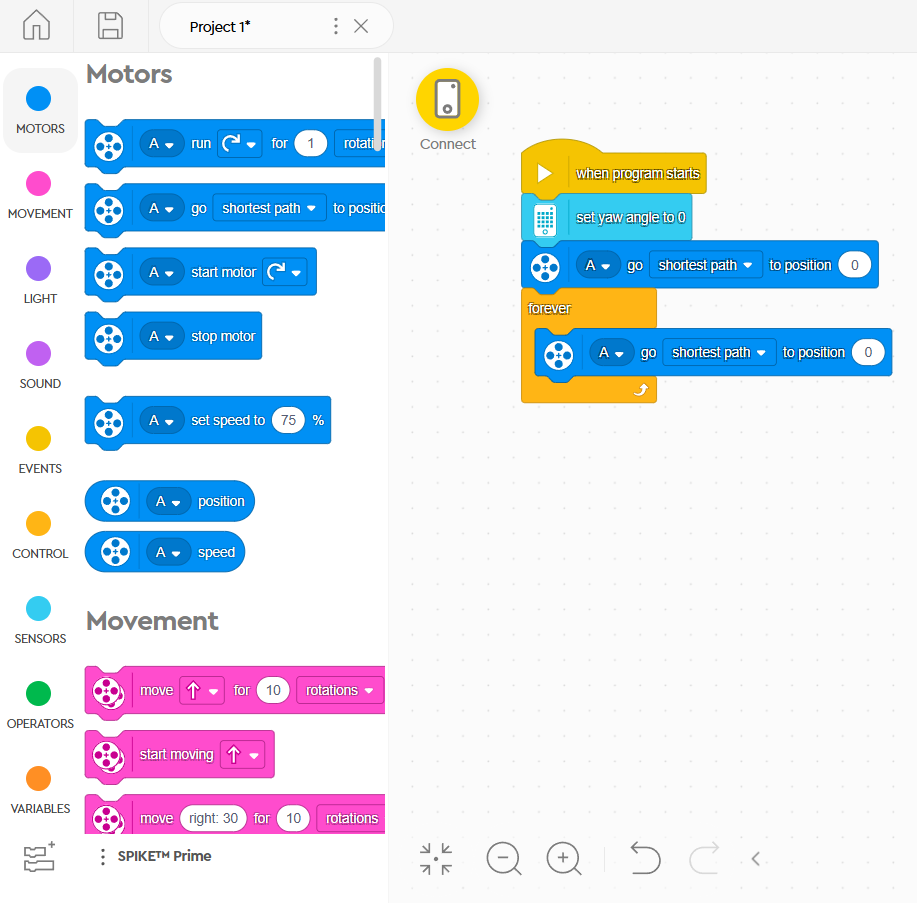 Project 1*
Motors
MOTORS
MOVEMENT
LIGHT
SOUND
EVENTS
CONTROL
SENSORS
OPERATORS
VARIABLES
A run for 1 rotati
A go shortest path to positic
A start motor
A stop motor
A set speed to 75 %
A position
A speed
Movement
move for 10 rotations
start moving
move right: 30 for 10 rotations
SPIKE™ Prime
Connect
when program starts
set yaw angle to 0
A go shortest path to position 0
forever
A go shortest path to position 0